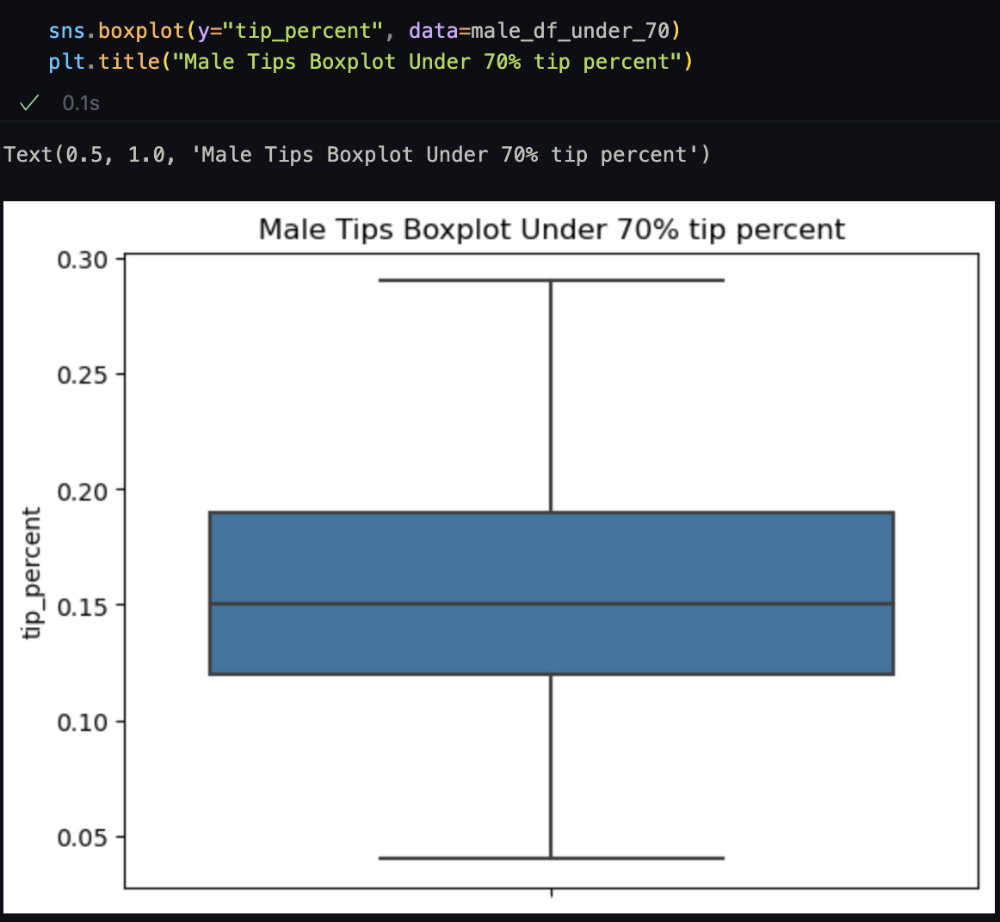 sns.boxplot(y="tip_percent", data=male_df_under_70)
plt.title("Male Tips Boxplot Under 70% tip percent")
0.1s
Text(0.5, 1.0, 'Male Tips Boxplot Under 70% tip percent')
Male Tips Boxplot Under 70% tip percent
0.30
0.25
0.20
0.15
0.10
0.05
tip_percent